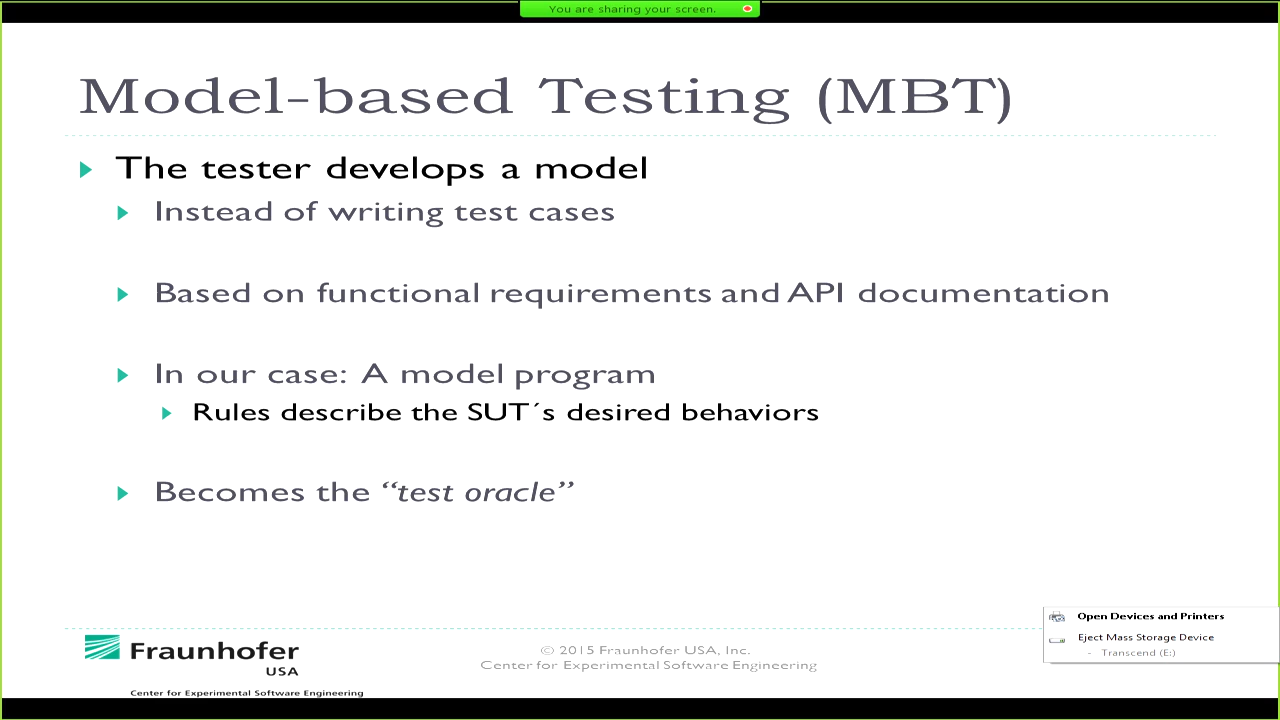 You are sharing your screen.
Model-based Testing (MBT)
The tester develops a model
Instead of writing test cases
Based on functional requirements and API documentation
In our case: A model program
Rules describe the SUT´s desired behaviors
Becomes the “test oracle”
Fraunhofer
USA
Center for Experimental Software Engineering
© 2015 Fraunhofer USA, Inc.
Center for Experimental Software Engineering
Open Devices and Printers
Eject Mass Storage Device
- Transcend (E:)